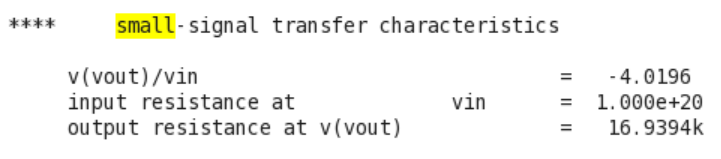 **** small-signal transfer characteristics
v(vout)/vin = -4.0196
input resistance at vin = 1.000e+20
output resistance at v(vout) = 16.9394k